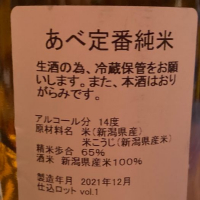 あべ定番純米
生酒の為、冷蔵保管をお願
いします。また、本酒はおり
がらみです。
アルコール分　14度
原材料名　米（新潟県産）
米こうじ（新潟県産米）
精米歩合　65%
酒米　新潟県産米100%
製造年月　2021年12月
仕込ロット vol.1